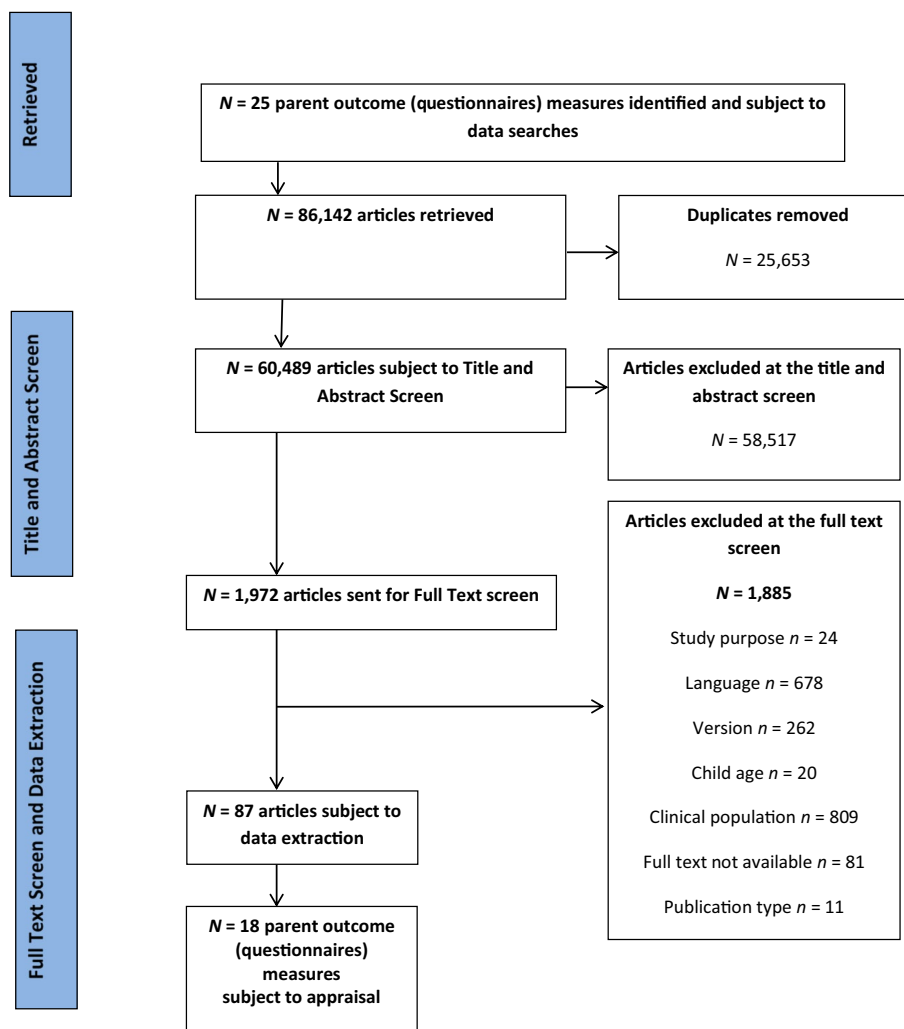 Retrieved
N = 25 parent outcome (questionnaires) measures identified and subject to
data searches
N = 86,142 articles retrieved
Duplicates removed
N = 25,653
Title and Abstract Screen
N = 60,489 articles subject to Title and
Abstract Screen
Articles excluded at the title and
abstract screen
N = 58,517
N = 1,972 articles sent for Full Text screen
Articles excluded at the full text
screen
N = 1,885
Study purpose n = 24
Language n = 678
Version n = 262
Child age n = 20
Clinical population n = 809
Full text not available n = 81
Publication type n = 11
Full Text Screen and Data Extraction
N = 87 articles subject to
data extraction
N = 18 parent outcome
(questionnaires)
measures
subject to appraisal